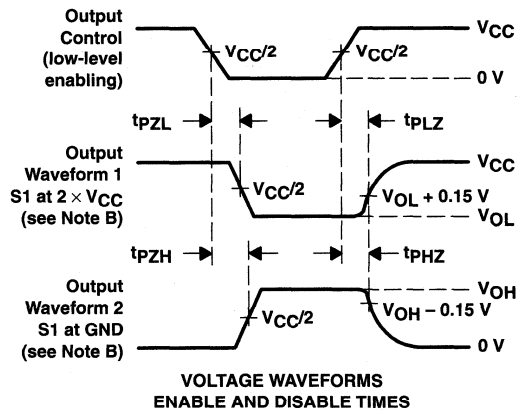 Output
Control
(low-level
enabling)
VCC/2
VCC/2
VCC
0 V
tPZL
tPLZ
Output
Waveform 1
S1 at 2 × VCC
(see Note B)
VCC/2
VCC
VOL + 0.15 V
VOL
tPZH
tPHZ
Output
Waveform 2
S1 at GND
(see Note B)
VCC/2
VOH
VOH − 0.15 V
0 V
VOLTAGE WAVEFORMS
ENABLE AND DISABLE TIMES